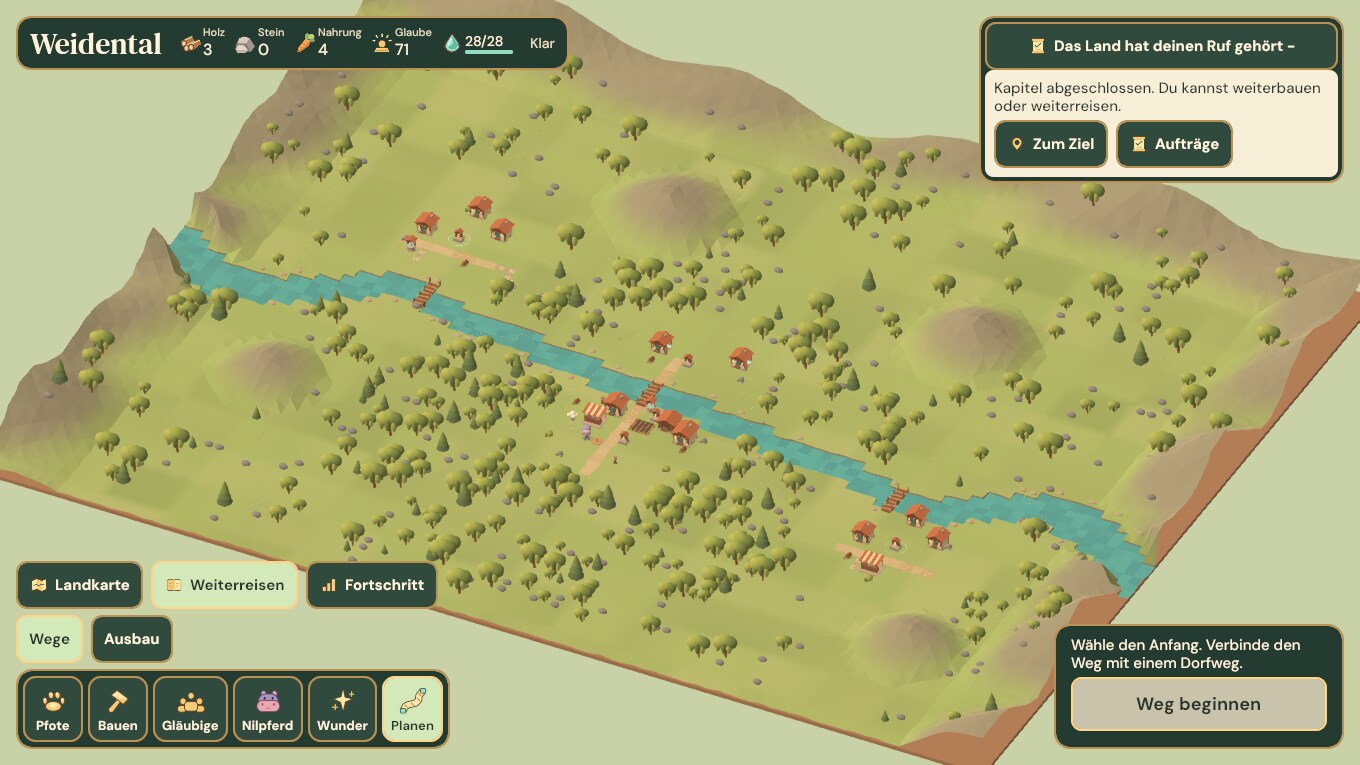 Weidental
Holz
3
Stein
0
Nahrung
4
Glaube
71
28/28
Klar
Das Land hat deinen Ruf gehört –
Kapitel abgeschlossen. Du kannst weiterbauen
oder weiterreisen.
Zum Ziel
Aufträge
Landkarte
Weiterreisen
Fortschritt
Wege
Ausbau
Pfote
Bauen
Gläubige
Nilpferd
Wunder
Planen
Wähle den Anfang. Verbinde den
Weg mit einem Dorfweg.
Weg beginnen